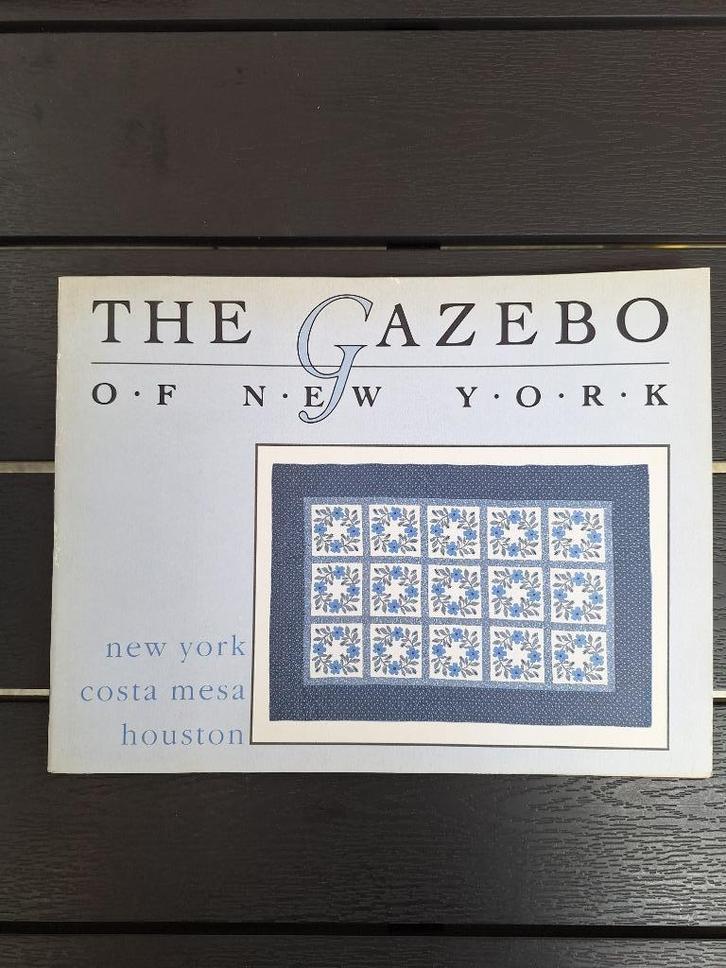 THE GAZEBO
O·F N·E·W Y·O·R·K
new york
costa mesa
houston